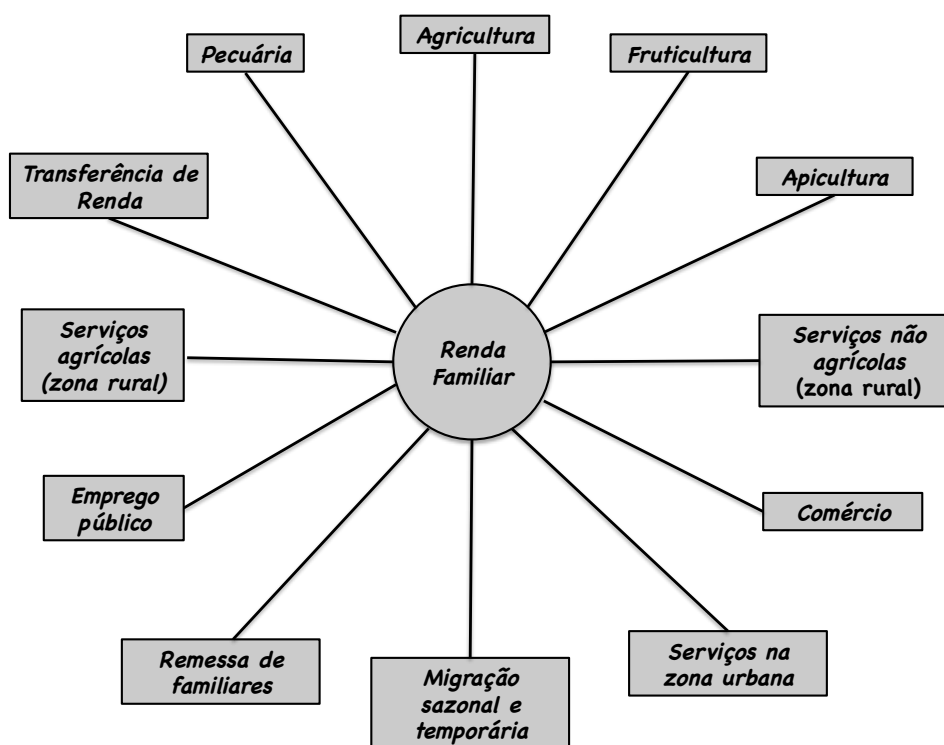 Agricultura
Pecuária
Fruticultura
Transferência de
Renda
Apicultura
Serviços
agrícolas
(zona rural)
Renda
Familiar
Serviços não
agrícolas
(zona rural)
Emprego
público
Comércio
Remessa de
familiares
Migração
sazonal e
temporária
Serviços na
zona urbana